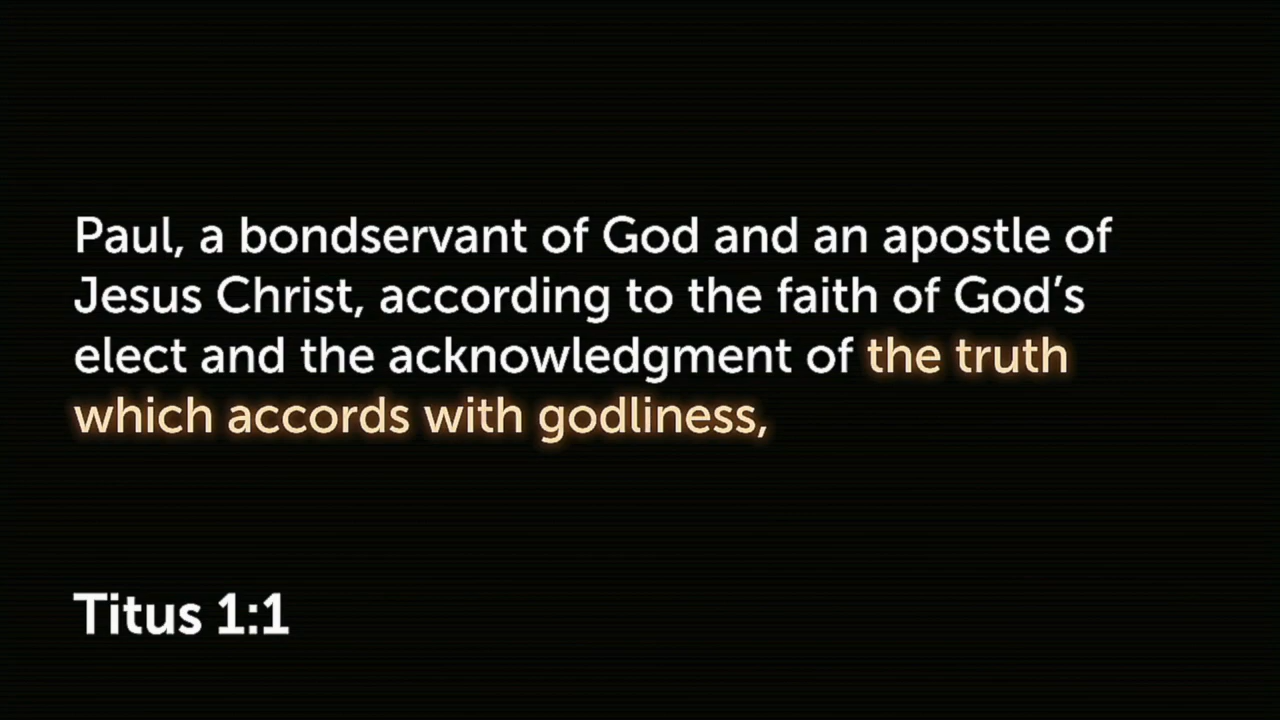 Paul, a bondservant of God and an apostle of
Jesus Christ, according to the faith of God’s
elect and the acknowledgment of the truth
which accords with godliness,
Titus 1:1